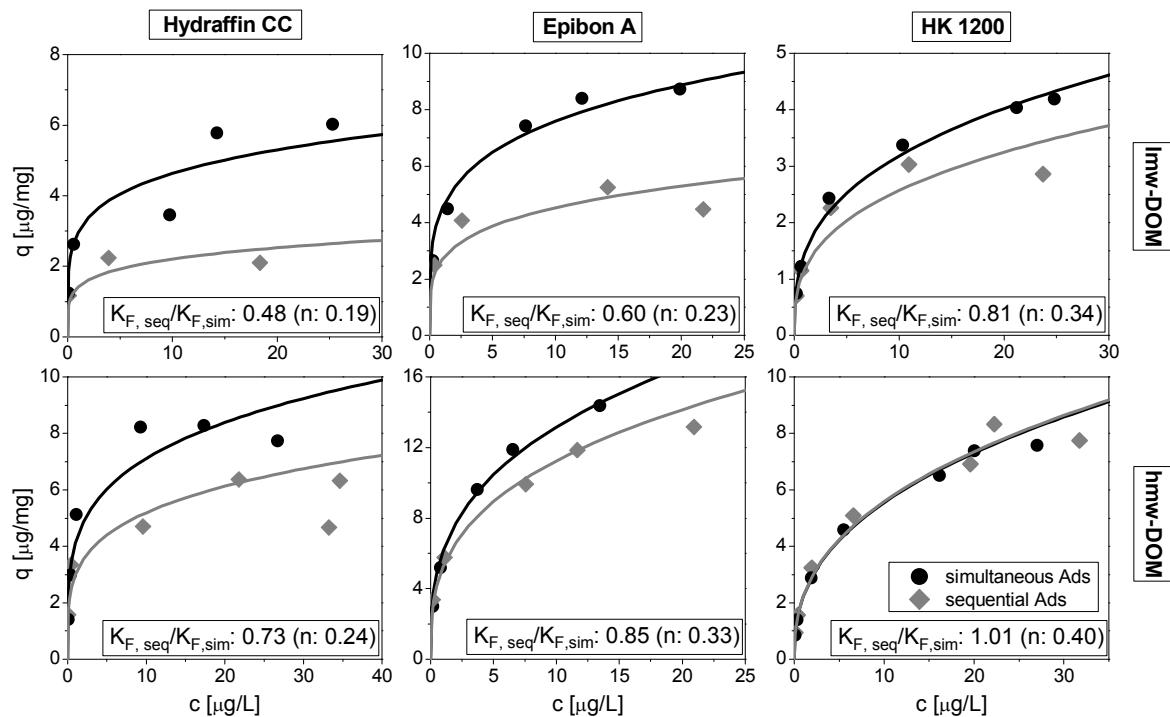 Hydraffin CC
Epibon A
HK 1200
8
6
4
2
0
q [µg/mg]
0 10 20 30
K_F, seq/K_F,sim: 0.48 (n: 0.19)
10
8
6
4
2
0
0 5 10 15 20 25
K_F, seq/K_F,sim: 0.60 (n: 0.23)
5
4
3
2
1
0
0 10 20 30
K_F, seq/K_F,sim: 0.81 (n: 0.34)
lmw-DOM
10
8
6
4
2
0
q [µg/mg]
K_F, seq/K_F,sim: 0.73 (n: 0.24)
0 10 20 30 40
c [µg/L]
16
12
8
4
0
K_F, seq/K_F,sim: 0.85 (n: 0.33)
0 5 10 15 20 25
c [µg/L]
10
8
6
4
2
0
simultaneous Ads
sequential Ads
K_F, seq/K_F,sim: 1.01 (n: 0.40)
0 10 20 30
c [µg/L]
hmw-DOM